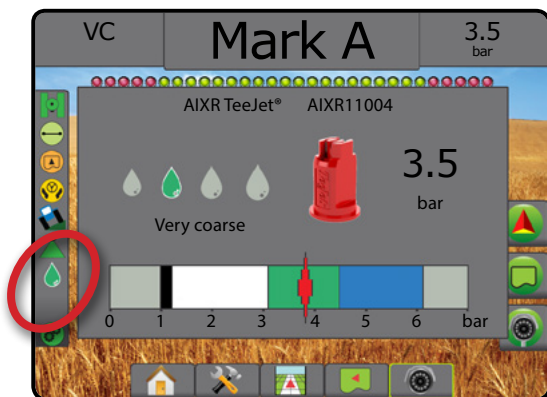 VC
Mark A
3.5
bar
AIXR TeeJet® AIXR11004
3.5
bar
Very coarse
0 1 2 3 4 5 6 bar